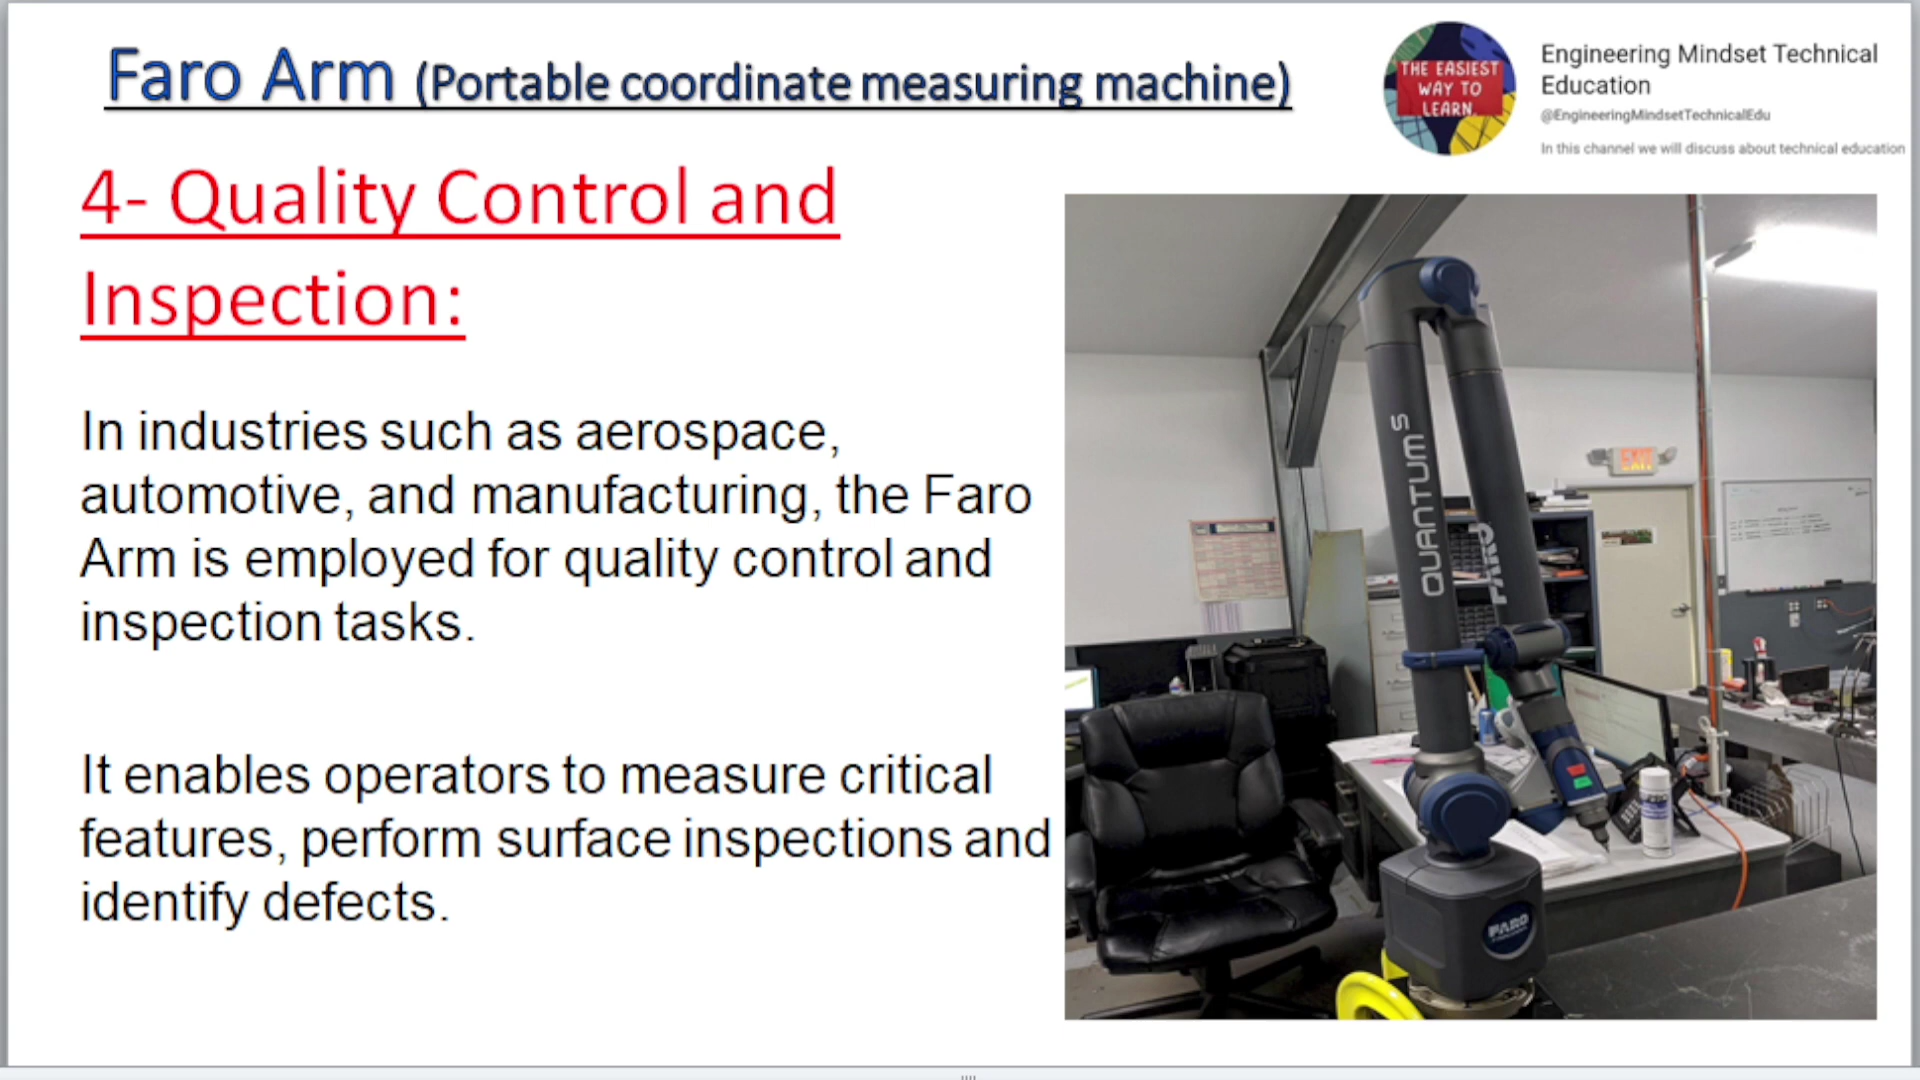 Faro Arm (Portable coordinate measuring machine)
THE EASIEST
WAY TO
LEARN.
Engineering Mindset Technical
Education
@EngineeringMindsetTechnicalEdu
In this channel we will discuss about technical education
4- Quality Control and
Inspection:
In industries such as aerospace,
automotive, and manufacturing, the Faro
Arm is employed for quality control and
inspection tasks.
It enables operators to measure critical
features, perform surface inspections and
identify defects.
QUANTUM S
FARO
EXIT
FARO